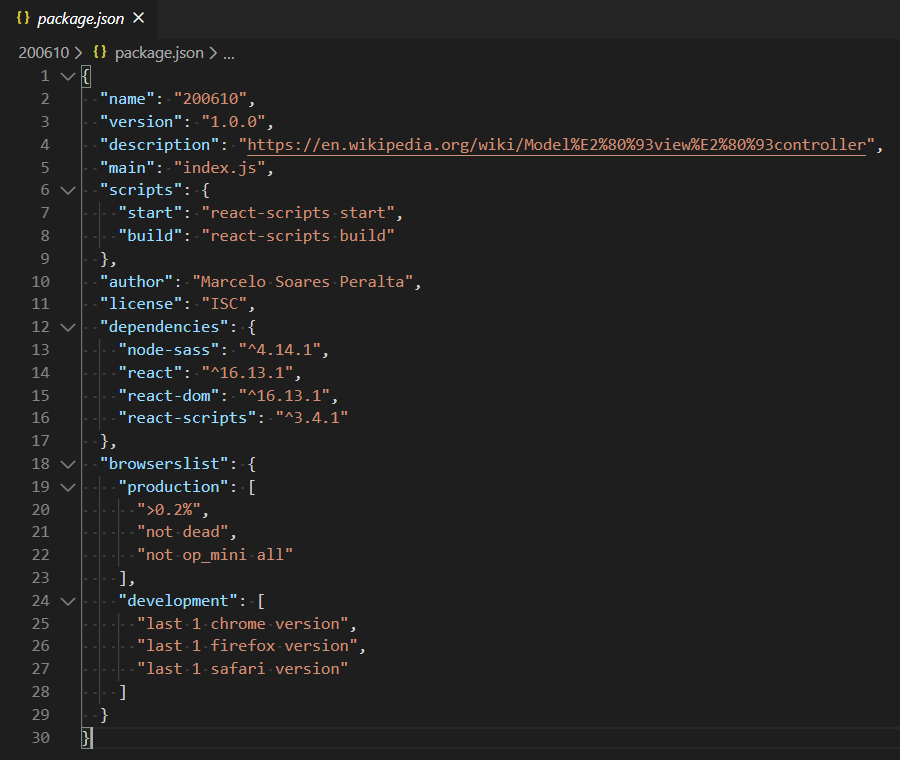 {} package.json ×
200610 > {} package.json > ...
1 {
2 "name": "200610",
3 "version": "1.0.0",
4 "description": "https://en.wikipedia.org/wiki/Model%E2%80%93view%E2%80%93controller",
5 "main": "index.js",
6 "scripts": {
7 "start": "react-scripts start",
8 "build": "react-scripts build"
9 },
10 "author": "Marcelo Soares Peralta",
11 "license": "ISC",
12 "dependencies": {
13 "node-sass": "^4.14.1",
14 "react": "^16.13.1",
15 "react-dom": "^16.13.1",
16 "react-scripts": "^3.4.1"
17 },
18 "browserslist": {
19 "production": [
20 ">0.2%",
21 "not dead",
22 "not op_mini all"
23 ],
24 "development": [
25 "last 1 chrome version",
26 "last 1 firefox version",
27 "last 1 safari version"
28 ]
29 }
30 }